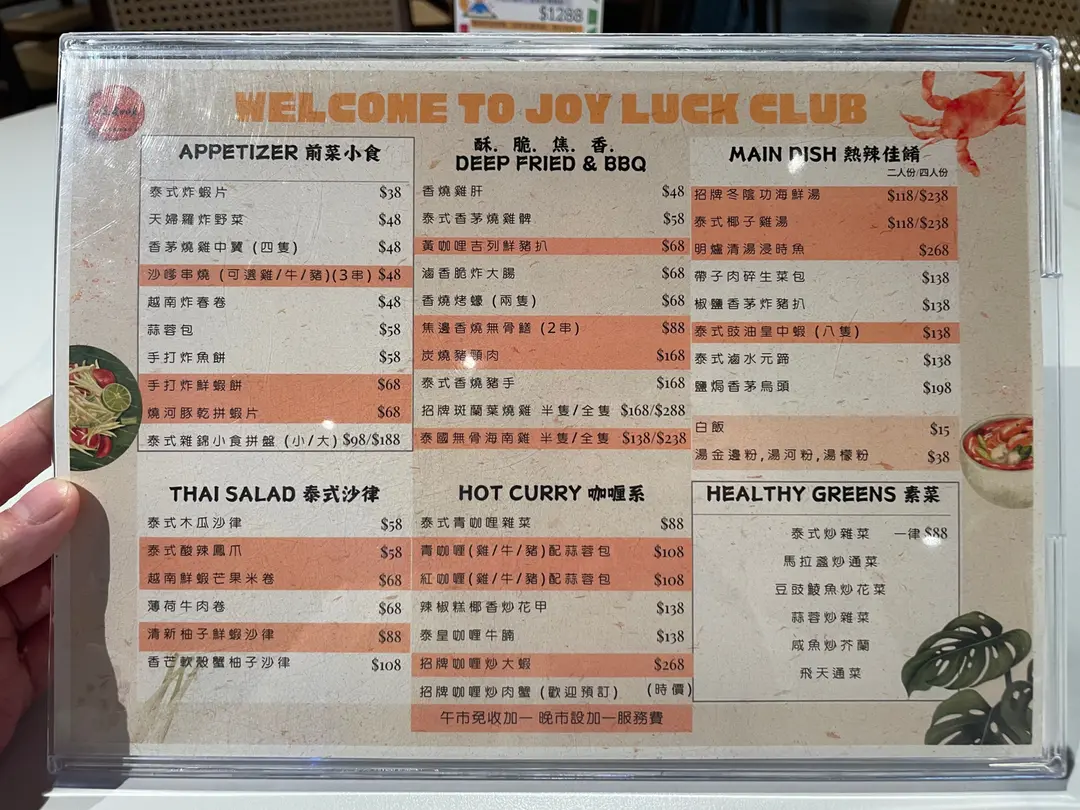 $1288
WELCOME TO JOY LUCK CLUB
APPETIZER 前菜小食
泰式炸蝦片 $38
天婦羅炸野菜 $48
香茅燒雞中翼 (四隻) $48
沙嗲串燒 (可選雞/牛/豬)(3串) $48
越南炸春卷 $48
蒜蓉包 $58
手打炸魚餅 $58
手打炸鮮蝦餅 $68
燒河豚乾拼蝦片 $68
泰式雜錦小食拼盤 (小/大) $98/$188
酥. 脆. 焦. 香.
DEEP FRIED & BBQ
香燒雞肝 $48
泰式香茅燒雞髀 $58
黃咖哩吉列鮮豬扒 $68
滷香脆炸大腸 $68
香燒烤蠔 (兩隻) $68
焦邊香燒無骨鱔 (2串) $88
炭燒豬頸肉 $168
泰式香燒豬手 $168
招牌斑蘭葉燒雞 半隻/全隻 $168/$288
泰國無骨海南雞 半隻/全隻 $138/$238
MAIN DISH 熱辣佳餚
二人份/四人份
招牌冬陰功海鮮湯 $118/$238
泰式椰子雞湯 $118/$238
明爐清湯浸時魚 $268
帶子肉碎生菜包 $138
椒鹽香茅炸豬扒 $138
泰式豉油皇中蝦 (八隻) $138
泰式滷水元蹄 $138
鹽焗香茅烏頭 $198
白飯 $15
湯金邊粉,湯河粉,湯檬粉 $38
THAI SALAD 泰式沙律
泰式木瓜沙律 $58
泰式酸辣鳳爪 $58
越南鮮蝦芒果米卷 $68
薄荷牛肉卷 $68
清新柚子鮮蝦沙律 $88
香芒軟殼蟹柚子沙律 $108
HOT CURRY 咖喱系
泰式青咖哩雜菜 $88
青咖喱(雞/牛/豬)配蒜蓉包 $108
紅咖喱(雞/牛/豬)配蒜蓉包 $108
辣椒糕椰香炒花甲 $138
泰皇咖喱牛腩 $138
招牌咖喱炒大蝦 $268
招牌咖喱炒肉蟹 (歡迎預訂) (時價)
午市免收加一 晚市設加一服務費
HEALTHY GREENS 素菜
泰式炒雜菜 一律$88
馬拉盞炒通菜
豆豉鯪魚炒花菜
蒜蓉炒雜菜
咸魚炒芥蘭
飛天通菜